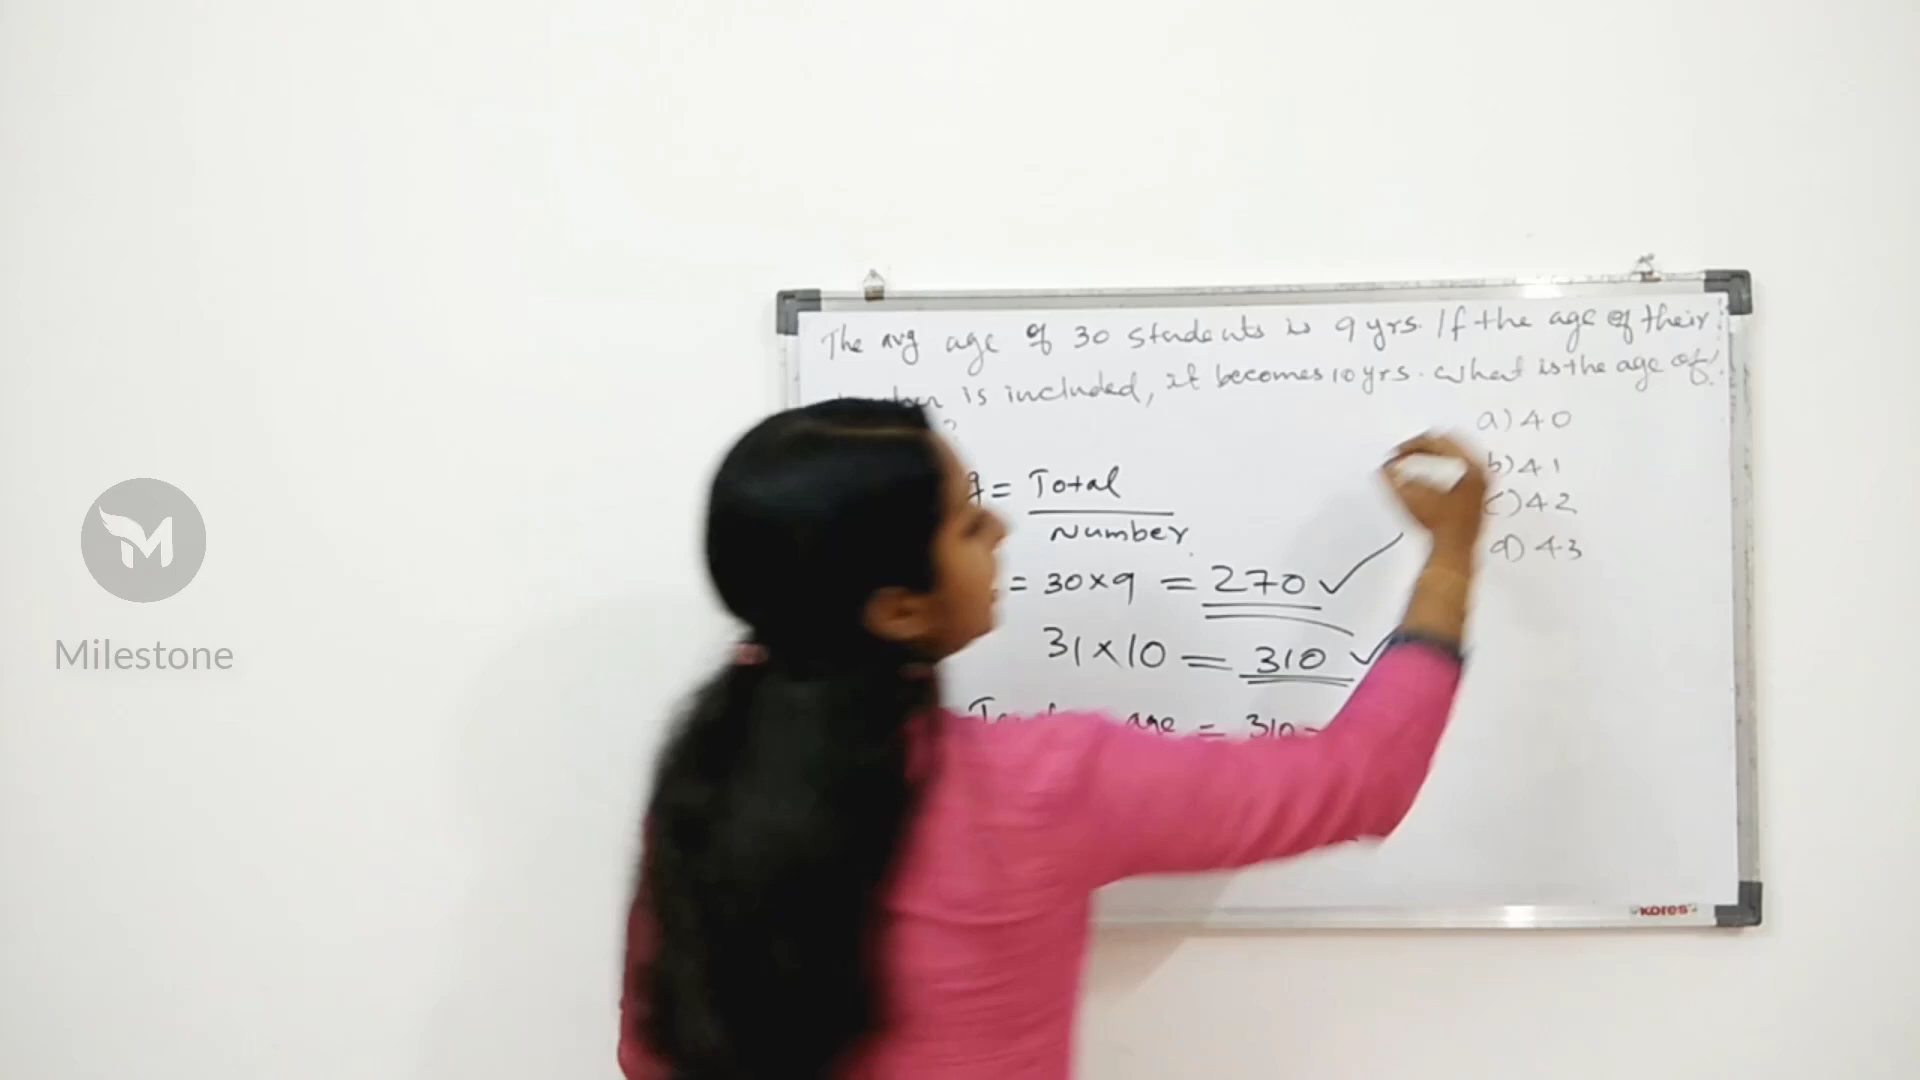 The avg age of 30 students is 9 yrs. If the age of their
is included, it becomes 10 yrs. What is the age of
?
a) 40
b) 41
c) 42
d) 43
= Total
Number
= 30×9 = 270 ✓
31×10 = 310 ✓
age = 310 -
Kores
Milestone